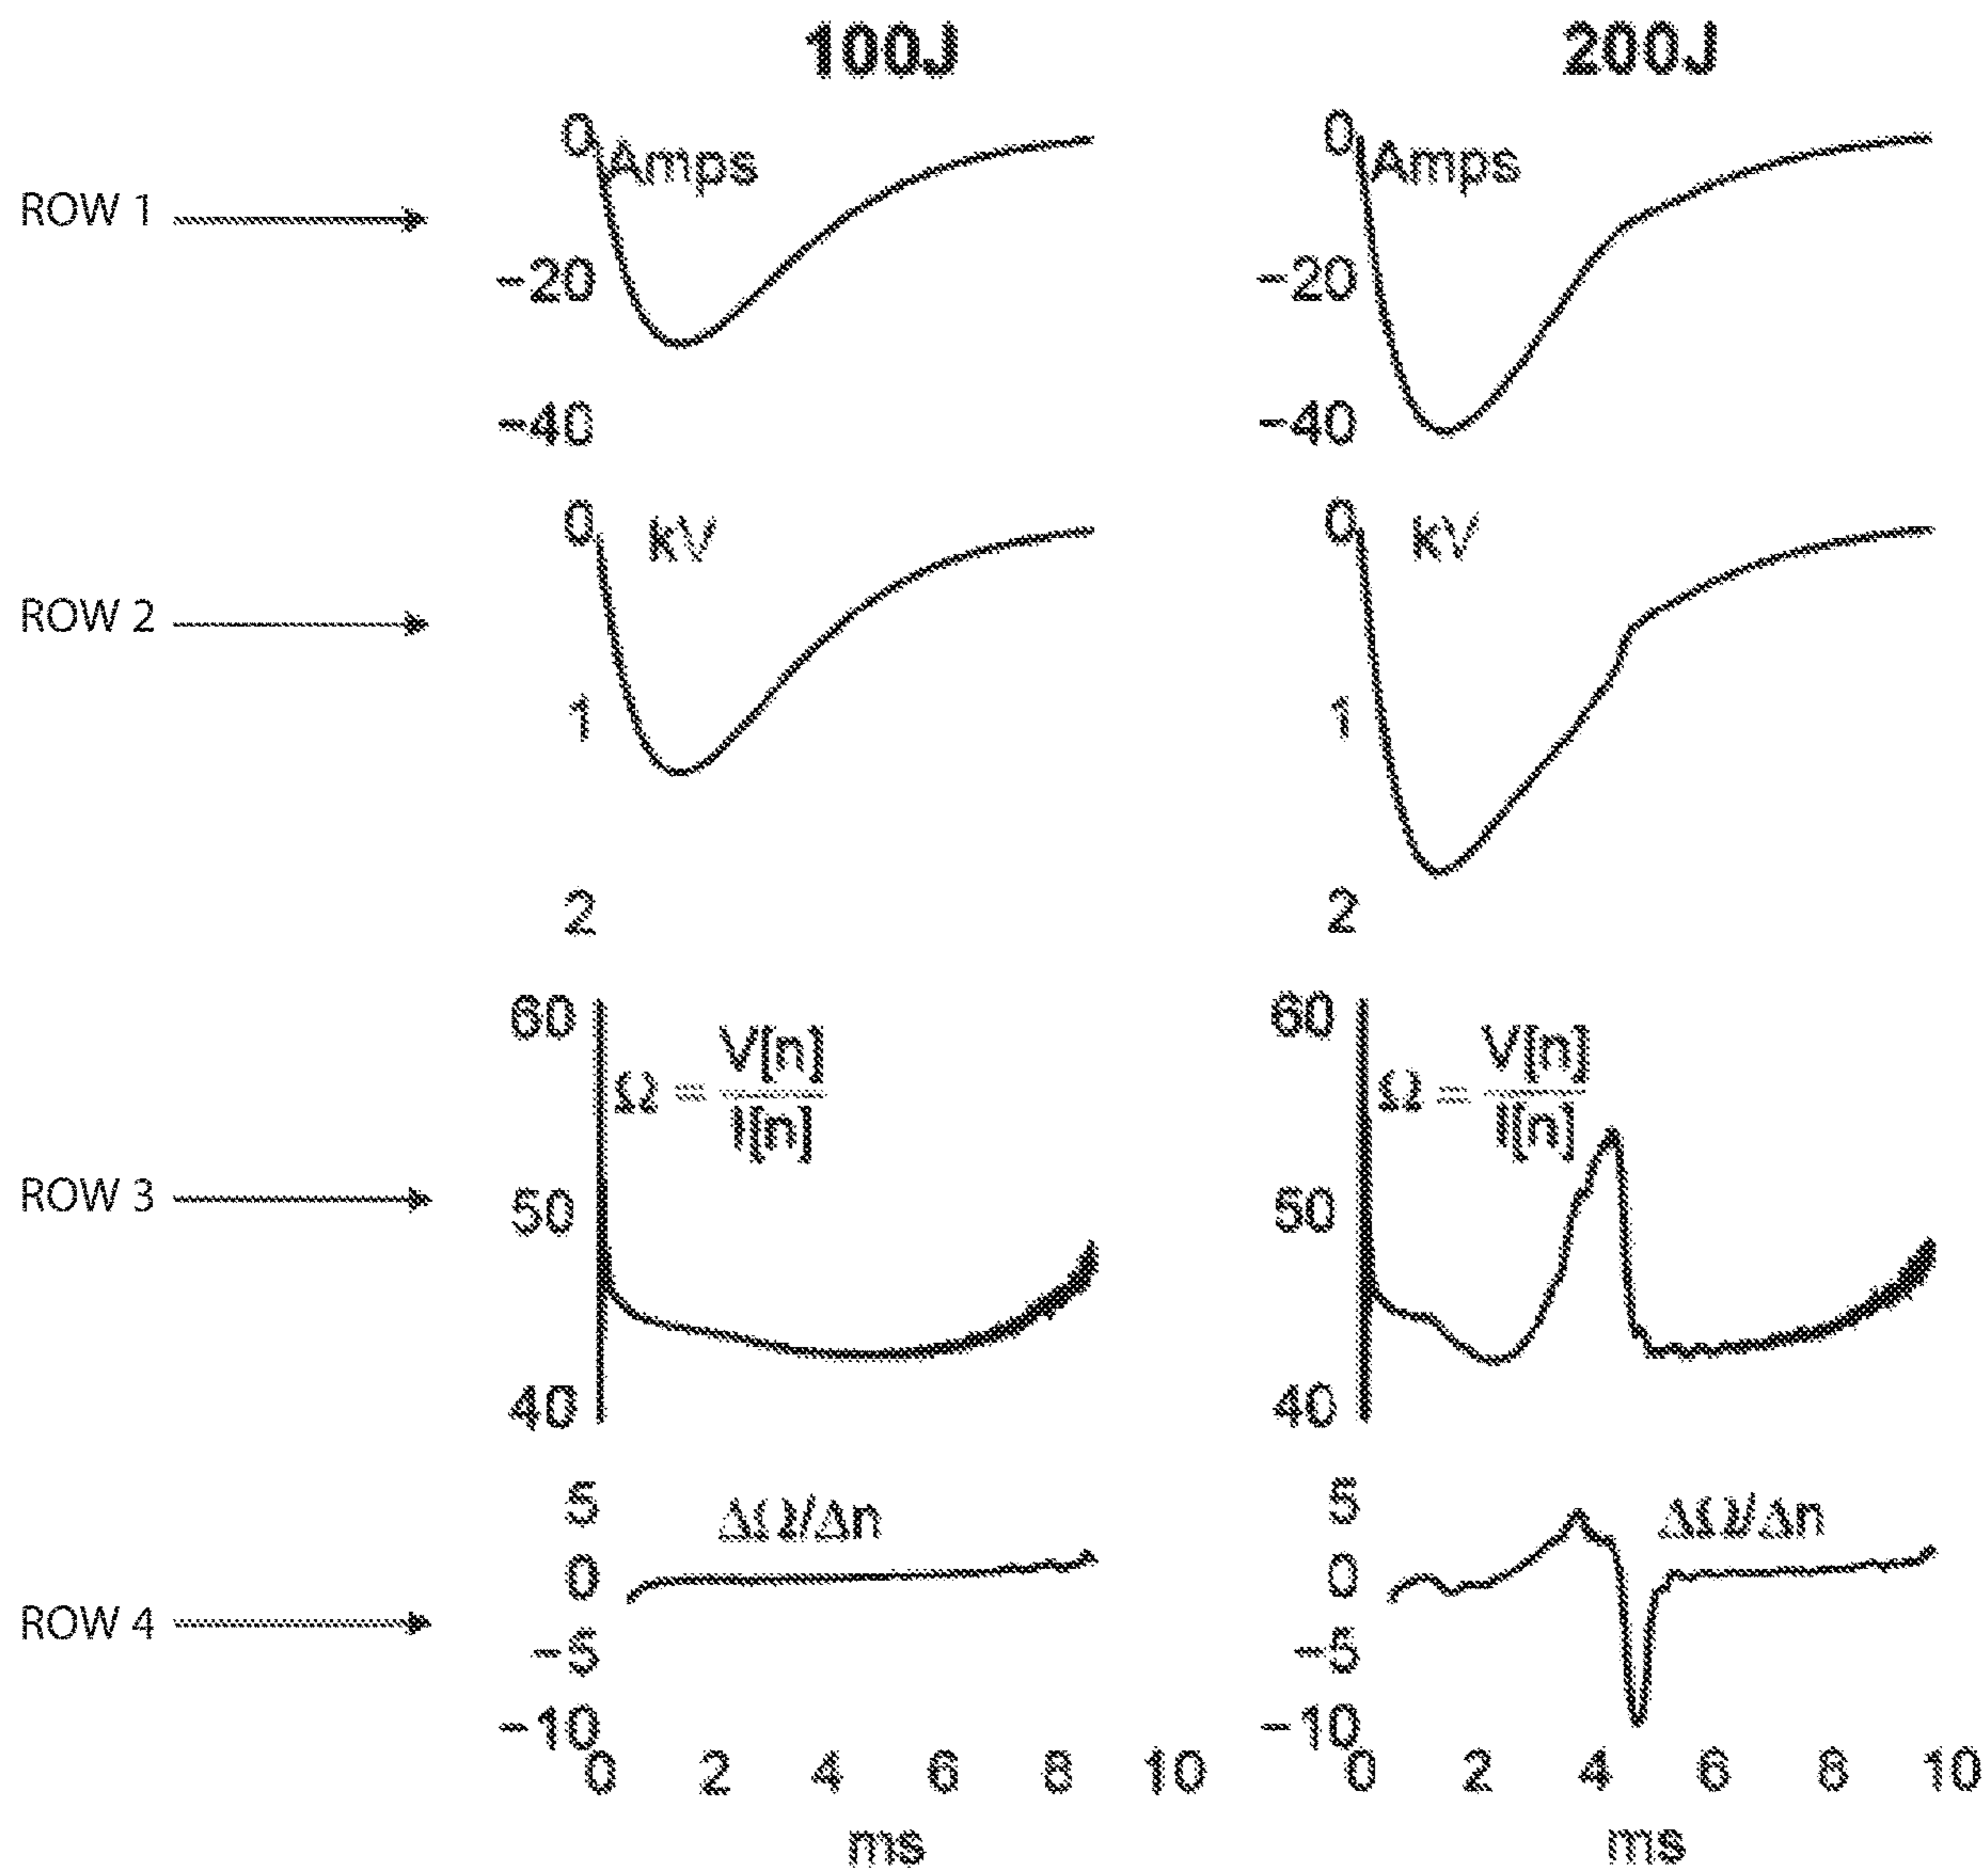 100J 200J
ROW 1
0 Amps
-20
-40
0 Amps
-20
-40
ROW 2
0 kV
1
2
0 kV
1
2
ROW 3
60
Ω = V[n]
I[n]
50
40
60
Ω = V[n]
I[n]
50
40
ROW 4
5
ΔΩ/Δn
0
-5
-10
5
ΔΩ/Δn
0
-5
-10
0 2 4 6 8 10
ms
0 2 4 6 8 10
ms